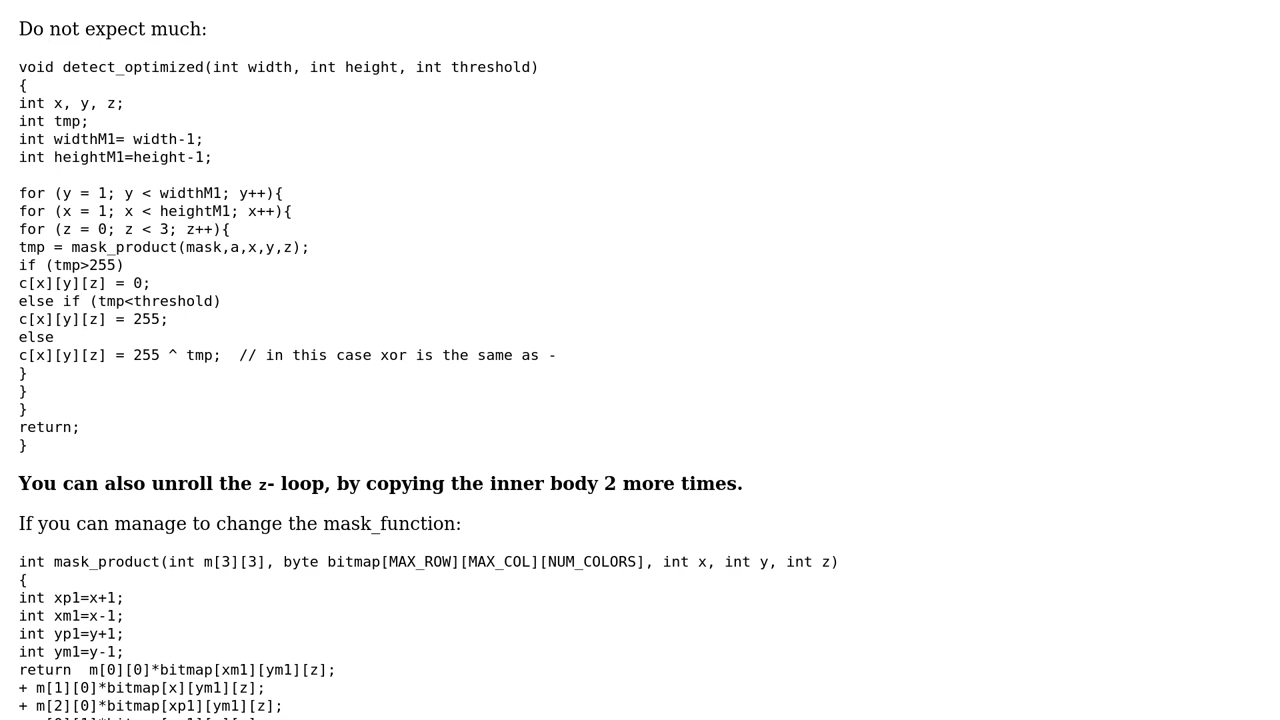 Do not expect much:
void detect_optimized(int width, int height, int threshold)
{
int x, y, z;
int tmp;
int widthM1= width-1;
int heightM1=height-1;
for (y = 1; y < widthM1; y++){
for (x = 1; x < heightM1; x++){
for (z = 0; z < 3; z++){
tmp = mask_product(mask,a,x,y,z);
if (tmp>255)
c[x][y][z] = 0;
else if (tmp<threshold)
c[x][y][z] = 255;
else
c[x][y][z] = 255 ^ tmp;  // in this case xor is the same as -
}
}
}
return;
}
You can also unroll the z- loop, by copying the inner body 2 more times.
If you can manage to change the mask_function:
int mask_product(int m[3][3], byte bitmap[MAX_ROW][MAX_COL][NUM_COLORS], int x, int y, int z)
{
int xp1=x+1;
int xm1=x-1;
int yp1=y+1;
int ym1=y-1;
return  m[0][0]*bitmap[xm1][ym1][z];
+ m[1][0]*bitmap[x][ym1][z];
+ m[2][0]*bitmap[xp1][ym1][z];